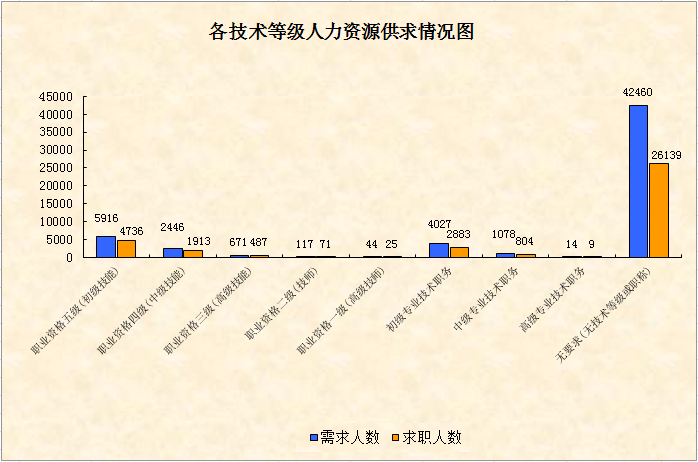 各技术等级人力资源供求情况图
45000
40000
35000
30000
25000
20000
15000
10000
5000
0
5916
4736
2446
1913
671
487
117
71
44
25
4027
2883
1078
804
14
9
42460
26139
职业资格五级(初级技能)
职业资格四级(中级技能)
职业资格三级(高级技能)
职业资格二级(技师)
职业资格一级(高级技师)
初级专业技术职务
中级专业技术职务
高级专业技术职务
无要求(无技术等级或职称)
需求人数
求职人数